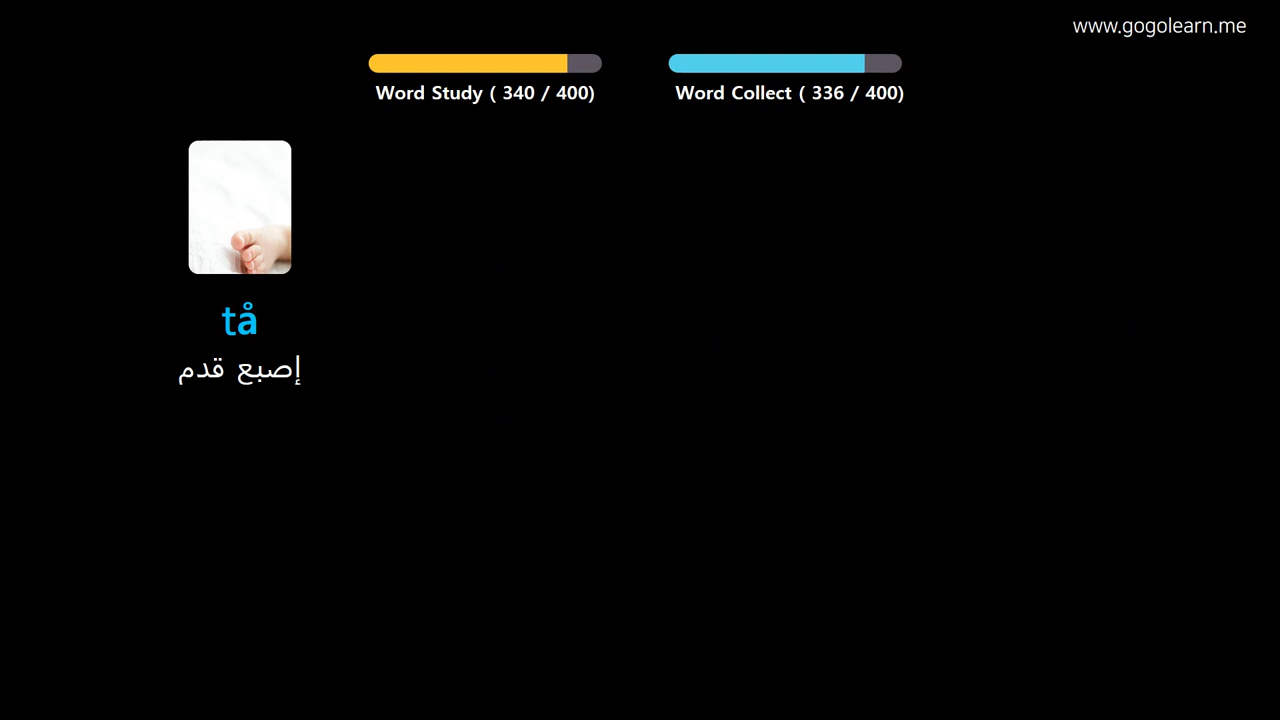 www.gogolearn.me
Word Study ( 340 / 400)
Word Collect ( 336 / 400)
tå
إصبع قدم